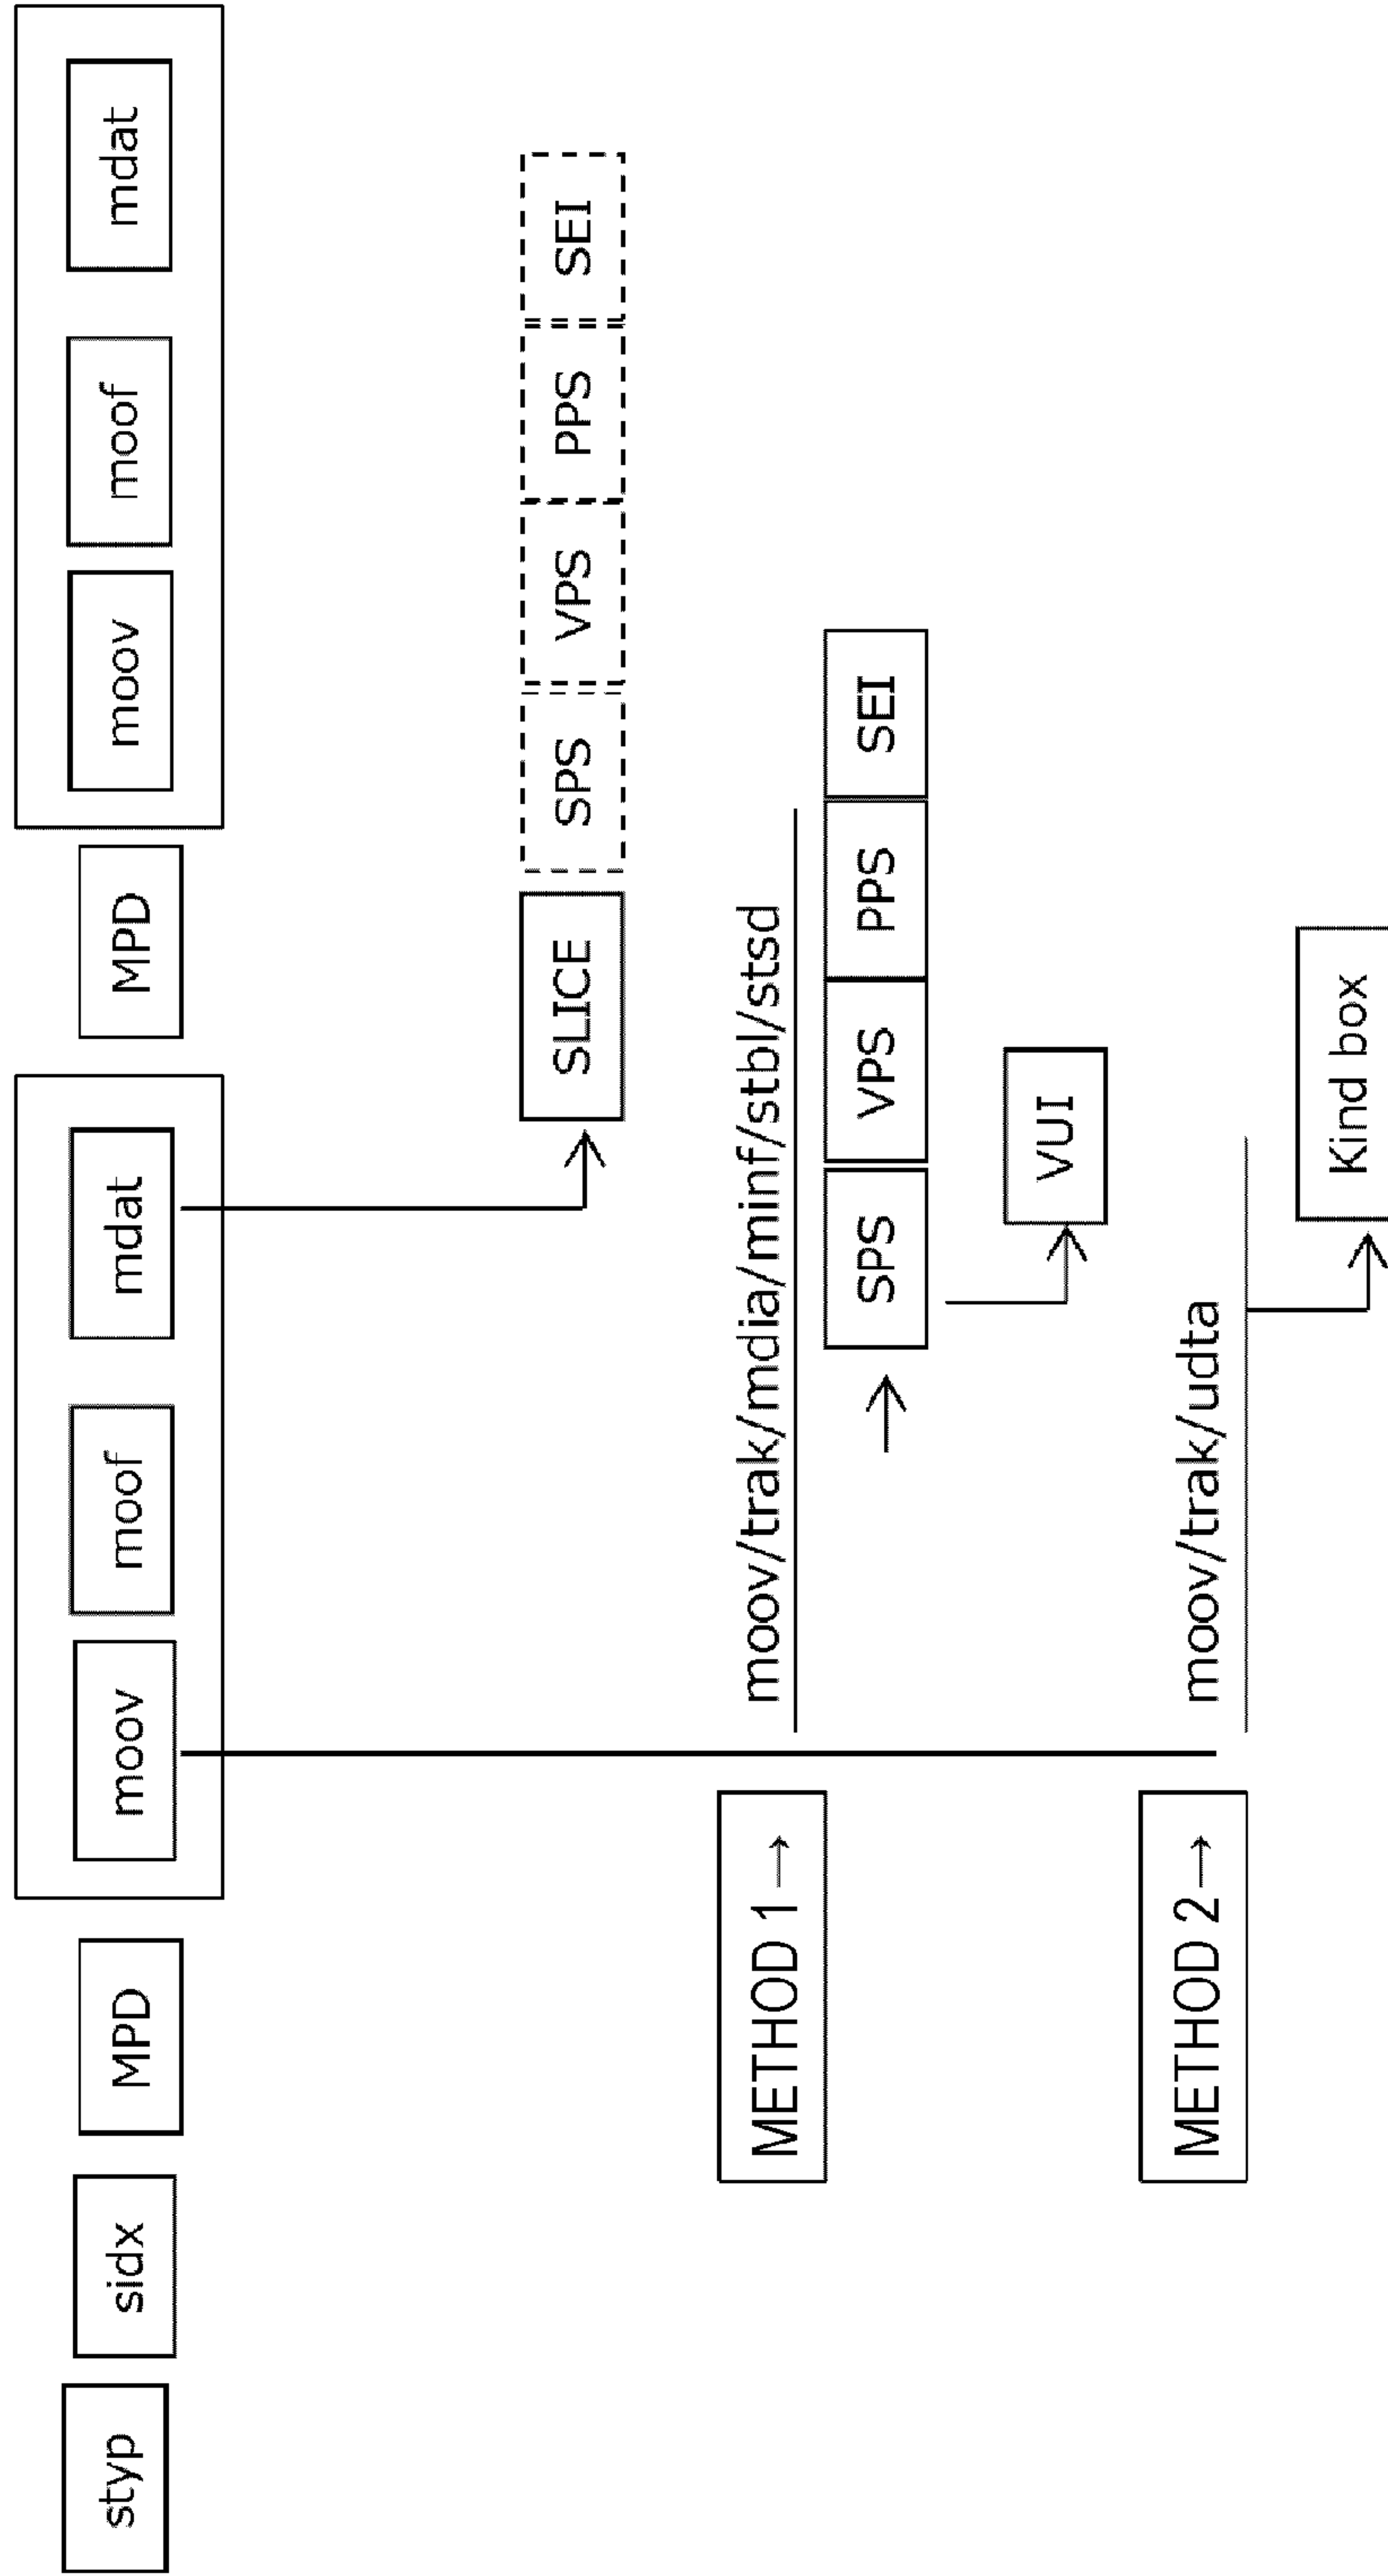 styp sidx MPD moov moof mdat MPD moov moof mdat
SLICE SPS VPS PPS SEI
METHOD 1 → moov/trak/mdia/minf/stbl/stsd
SPS VPS PPS SEI
VUI
METHOD 2 → moov/trak/udta
Kind box